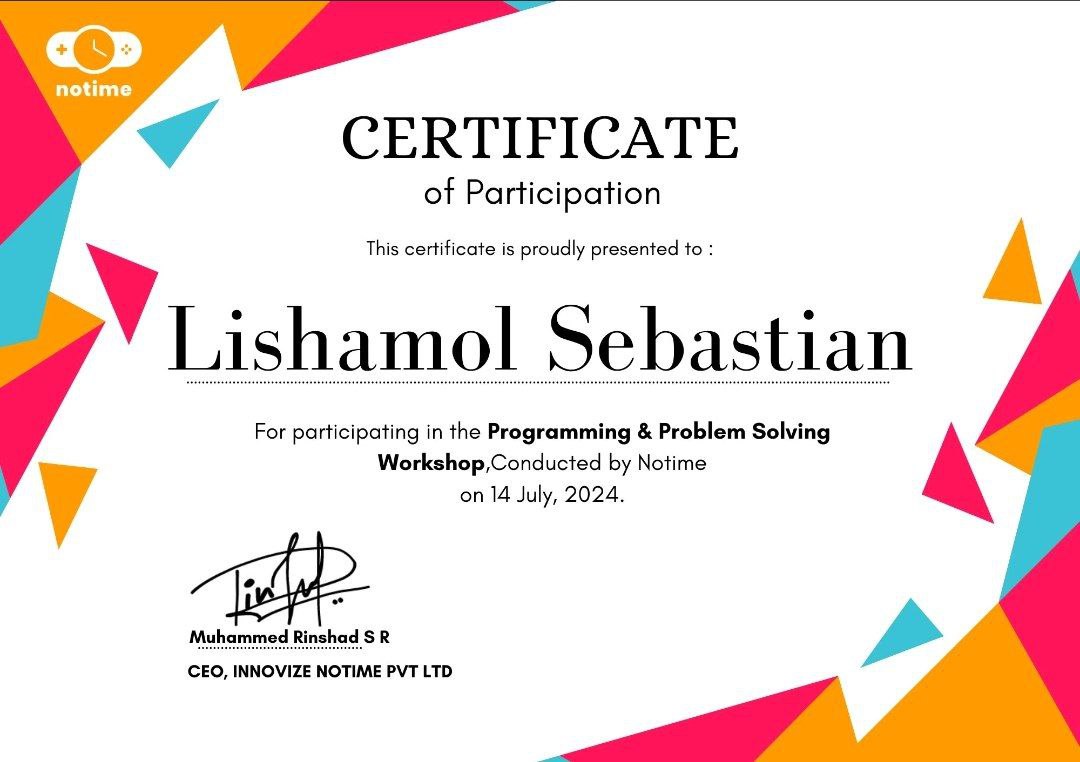 notime
CERTIFICATE
of Participation
This certificate is proudly presented to :
Lishamol Sebastian
For participating in the Programming & Problem Solving
Workshop,Conducted by Notime
on 14 July, 2024.
Muhammed Rinshad S R
CEO, INNOVIZE NOTIME PVT LTD